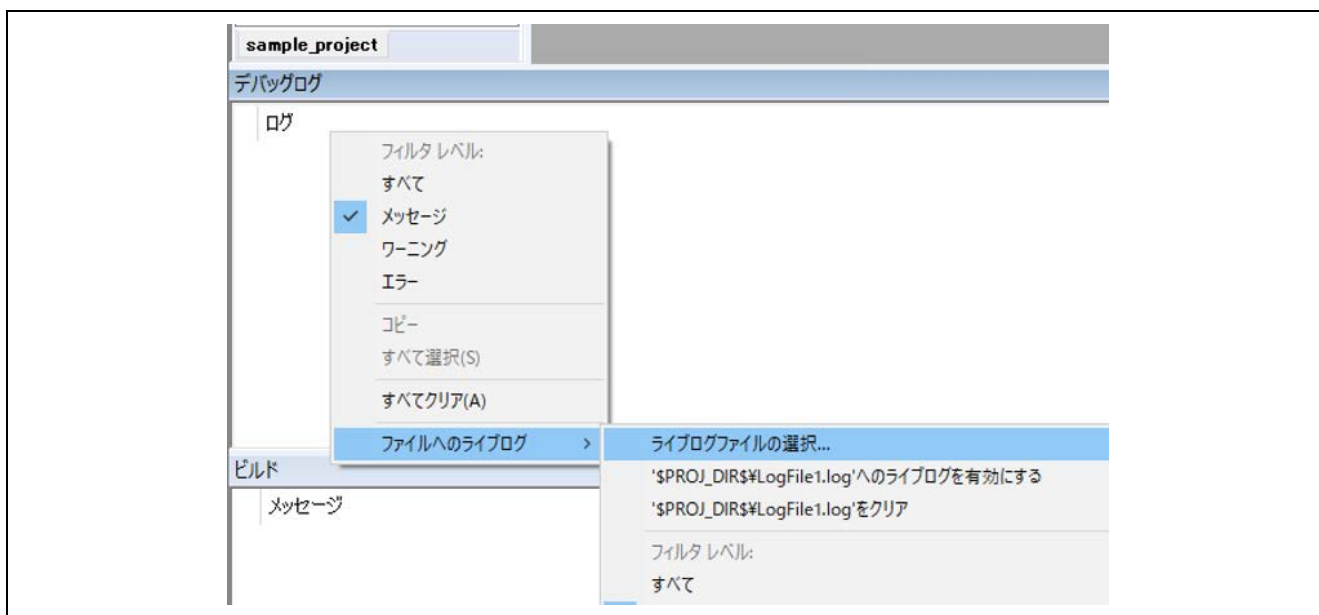 sample_project
デバッグログ
ログ
フィルタ レベル:
すべて
メッセージ
ワーニング
エラー
コピー
すべて選択(S)
すべてクリア(A)
ファイルへのライブログ >
ライブログファイルの選択...
'$PROJ_DIR$¥LogFile1.log'へのライブログを有効にする
'$PROJ_DIR$¥LogFile1.log'をクリア
フィルタ レベル:
すべて
ビルド
メッセージ